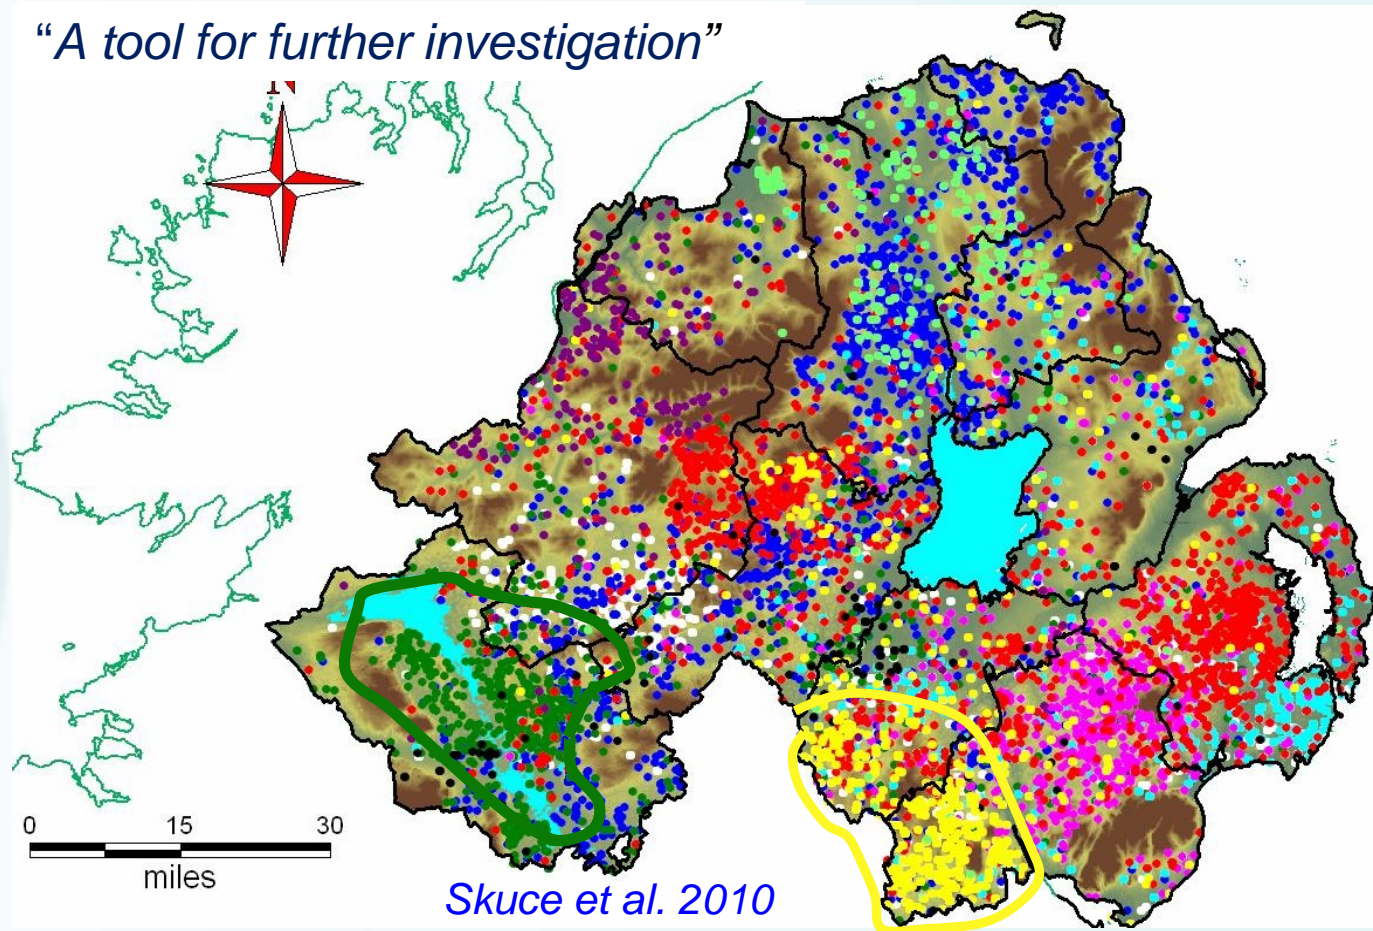 “A tool for further investigation”
N
0 15 30
miles
Skuce et al. 2010